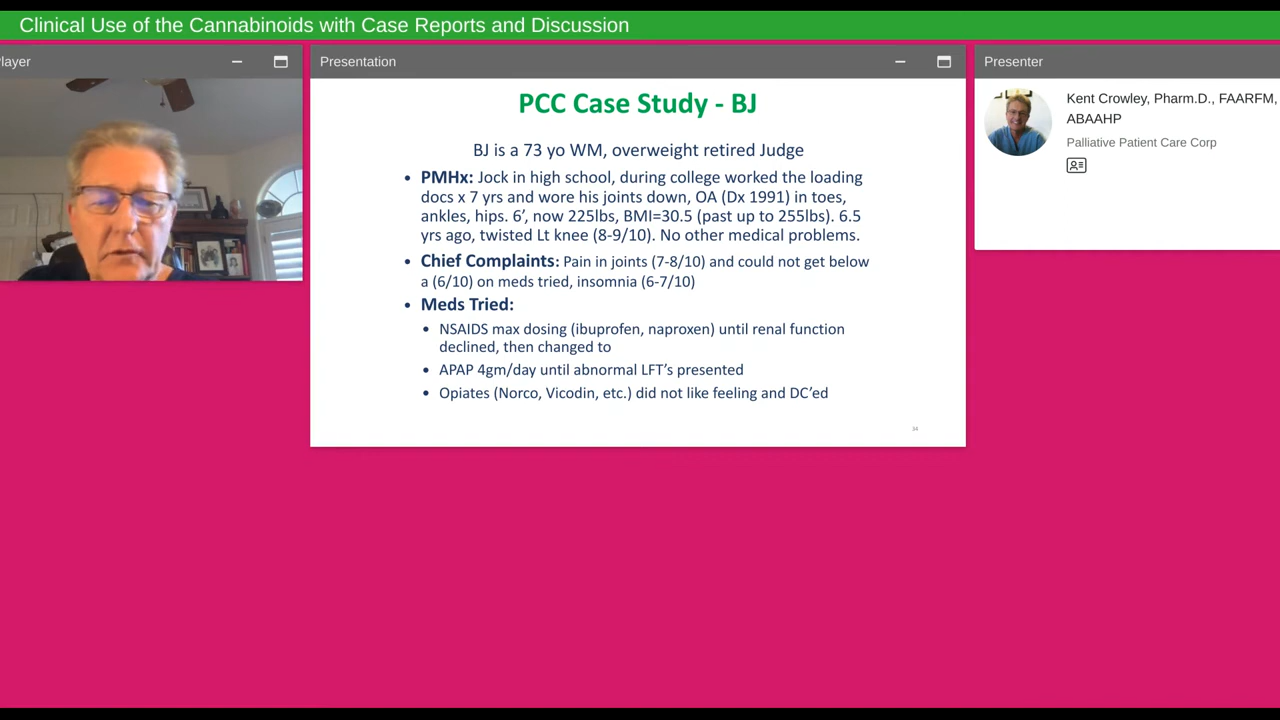 Clinical Use of the Cannabinoids with Case Reports and Discussion
layer
Presentation
Presenter
PCC Case Study - BJ
BJ is a 73 yo WM, overweight retired Judge
• PMHx: Jock in high school, during college worked the loading
docs x 7 yrs and wore his joints down, OA (Dx 1991) in toes,
ankles, hips. 6’, now 225lbs, BMI=30.5 (past up to 255lbs). 6.5
yrs ago, twisted Lt knee (8-9/10). No other medical problems.
• Chief Complaints: Pain in joints (7-8/10) and could not get below
a (6/10) on meds tried, insomnia (6-7/10)
• Meds Tried:
• NSAIDS max dosing (ibuprofen, naproxen) until renal function
declined, then changed to
• APAP 4gm/day until abnormal LFT’s presented
• Opiates (Norco, Vicodin, etc.) did not like feeling and DC’ed
34
Kent Crowley, Pharm.D., FAARFM,
ABAAHP
Palliative Patient Care Corp